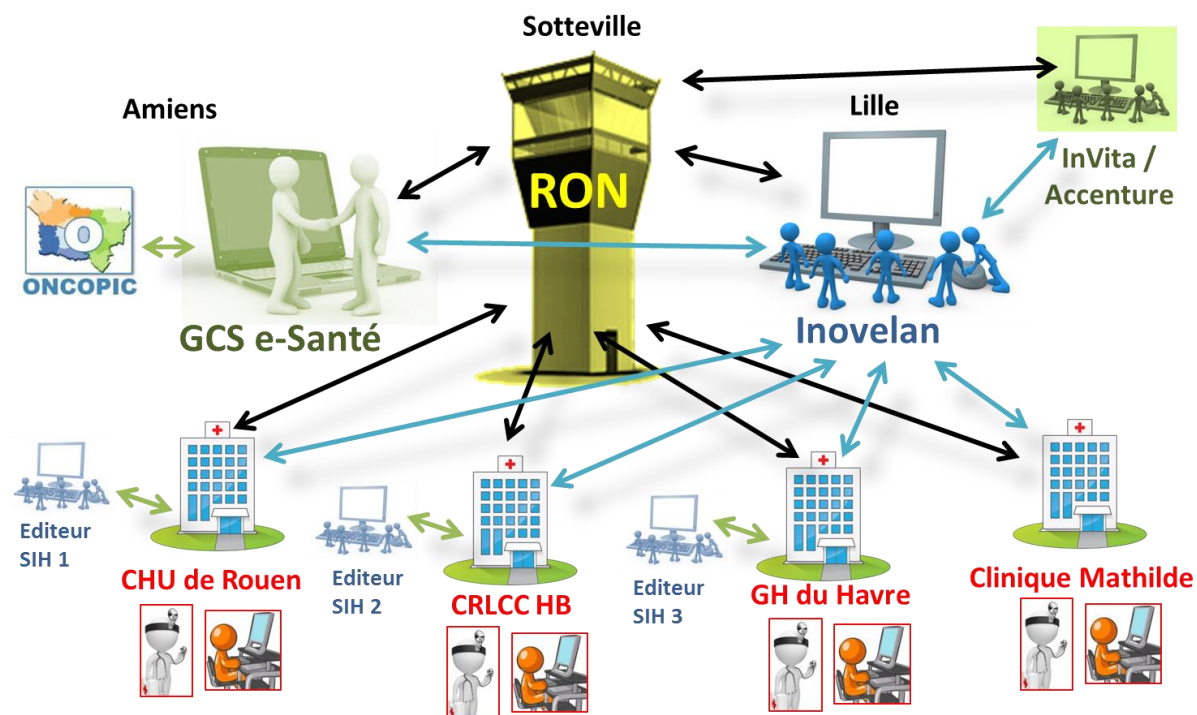 Sotteville
Amiens
Lille
RON
InVita /
Accenture
O
ONCOPIC
GCS e-Santé
Inovelan
Editeur
SIH 1
CHU de Rouen
Editeur
SIH 2
CRLCC HB
Editeur
SIH 3
GH du Havre
Clinique Mathilde